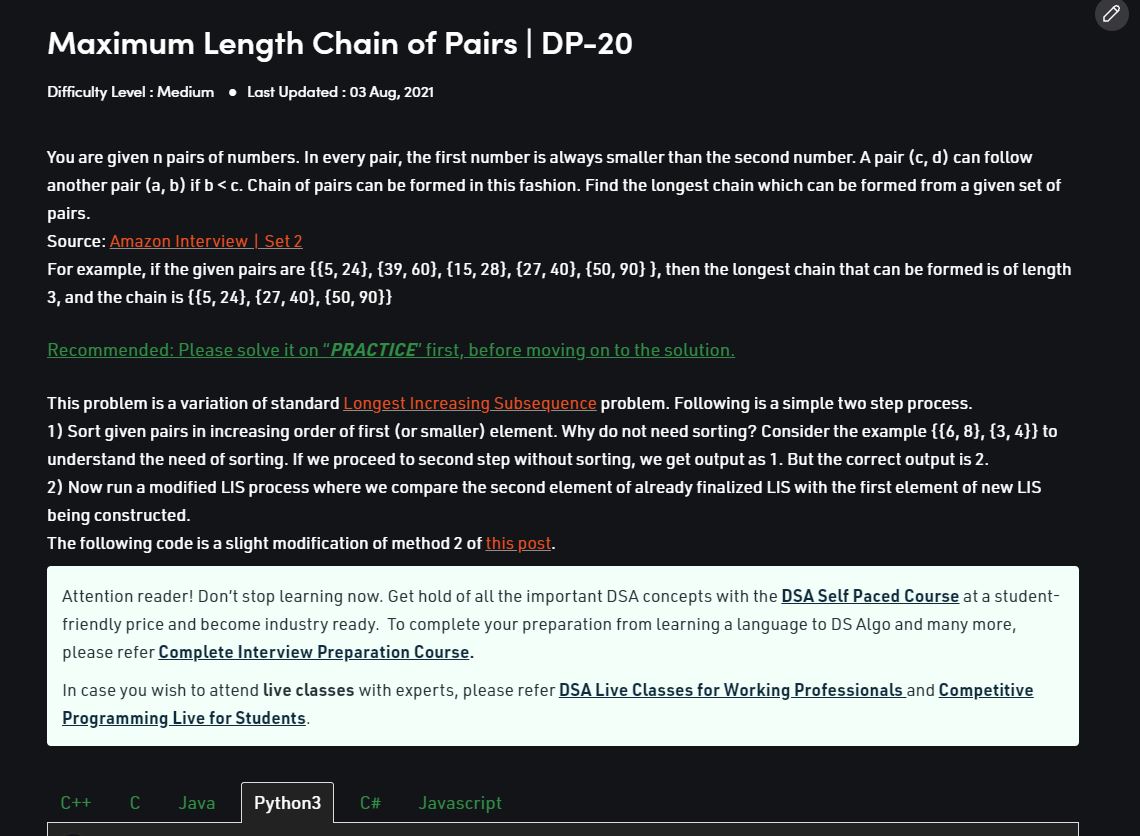 Maximum Length Chain of Pairs | DP-20
Difficulty Level : Medium ● Last Updated : 03 Aug, 2021
You are given n pairs of numbers. In every pair, the first number is always smaller than the second number. A pair (c, d) can follow
another pair (a, b) if b < c. Chain of pairs can be formed in this fashion. Find the longest chain which can be formed from a given set of
pairs.
Source: Amazon Interview | Set 2
For example, if the given pairs are {{5, 24}, {39, 60}, {15, 28}, {27, 40}, {50, 90} }, then the longest chain that can be formed is of length
3, and the chain is {{5, 24}, {27, 40}, {50, 90}}
Recommended: Please solve it on “PRACTICE” first, before moving on to the solution.
This problem is a variation of standard Longest Increasing Subsequence problem. Following is a simple two step process.
1) Sort given pairs in increasing order of first (or smaller) element. Why do not need sorting? Consider the example {{6, 8}, {3, 4}} to
understand the need of sorting. If we proceed to second step without sorting, we get output as 1. But the correct output is 2.
2) Now run a modified LIS process where we compare the second element of already finalized LIS with the first element of new LIS
being constructed.
The following code is a slight modification of method 2 of this post.
Attention reader! Don’t stop learning now. Get hold of all the important DSA concepts with the DSA Self Paced Course at a student-
friendly price and become industry ready.  To complete your preparation from learning a language to DS Algo and many more,
please refer Complete Interview Preparation Course.
In case you wish to attend live classes with experts, please refer DSA Live Classes for Working Professionals and Competitive
Programming Live for Students.
C++ C Java Python3 C# Javascript